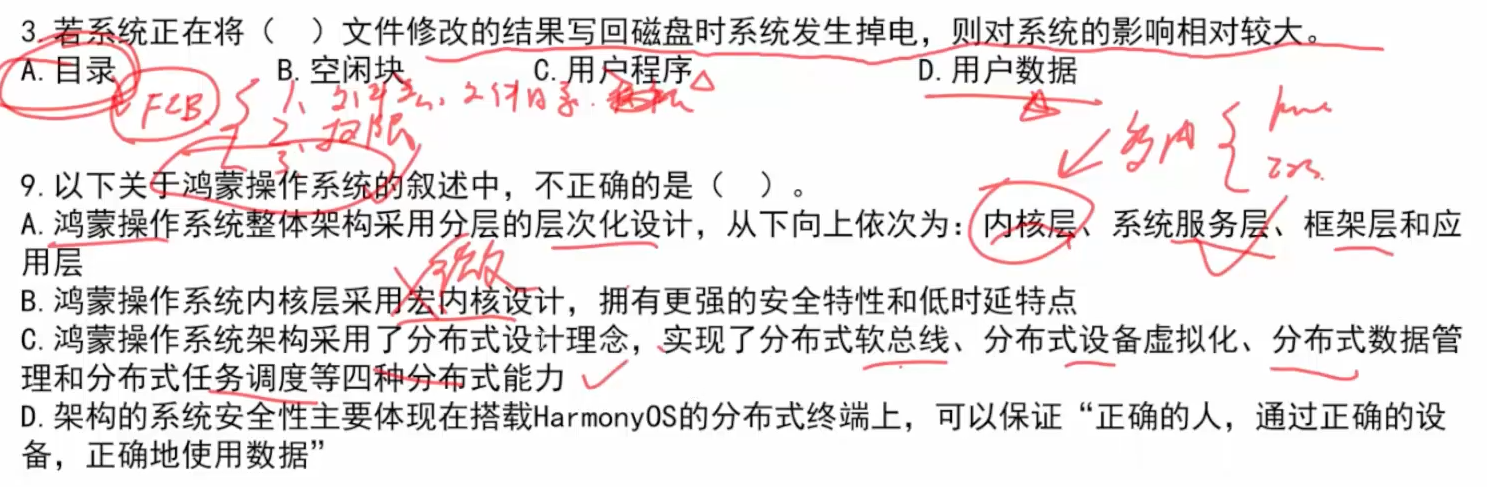 3.若系统正在将（ ）文件修改的结果写回磁盘时系统发生掉电，则对系统的影响相对较大。
A.目录 B.空闲块 C.用户程序 D.用户数据
FCB 1、文件名、文件目录
2、权限
3、
多内
9.以下关于鸿蒙操作系统的叙述中，不正确的是（ ）。
A.鸿蒙操作系统整体架构采用分层的层次化设计，从下向上依次为：内核层、系统服务层、框架层和应
用层
微
B.鸿蒙操作系统内核层采用宏内核设计，拥有更强的安全特性和低时延特点
C.鸿蒙操作系统架构采用了分布式设计理念，实现了分布式软总线、分布式设备虚拟化、分布式数据管
理和分布式任务调度等四种分布式能力
D.架构的系统安全性主要体现在搭载HarmonyOS的分布式终端上，可以保证“正确的人，通过正确的设
备，正确地使用数据”